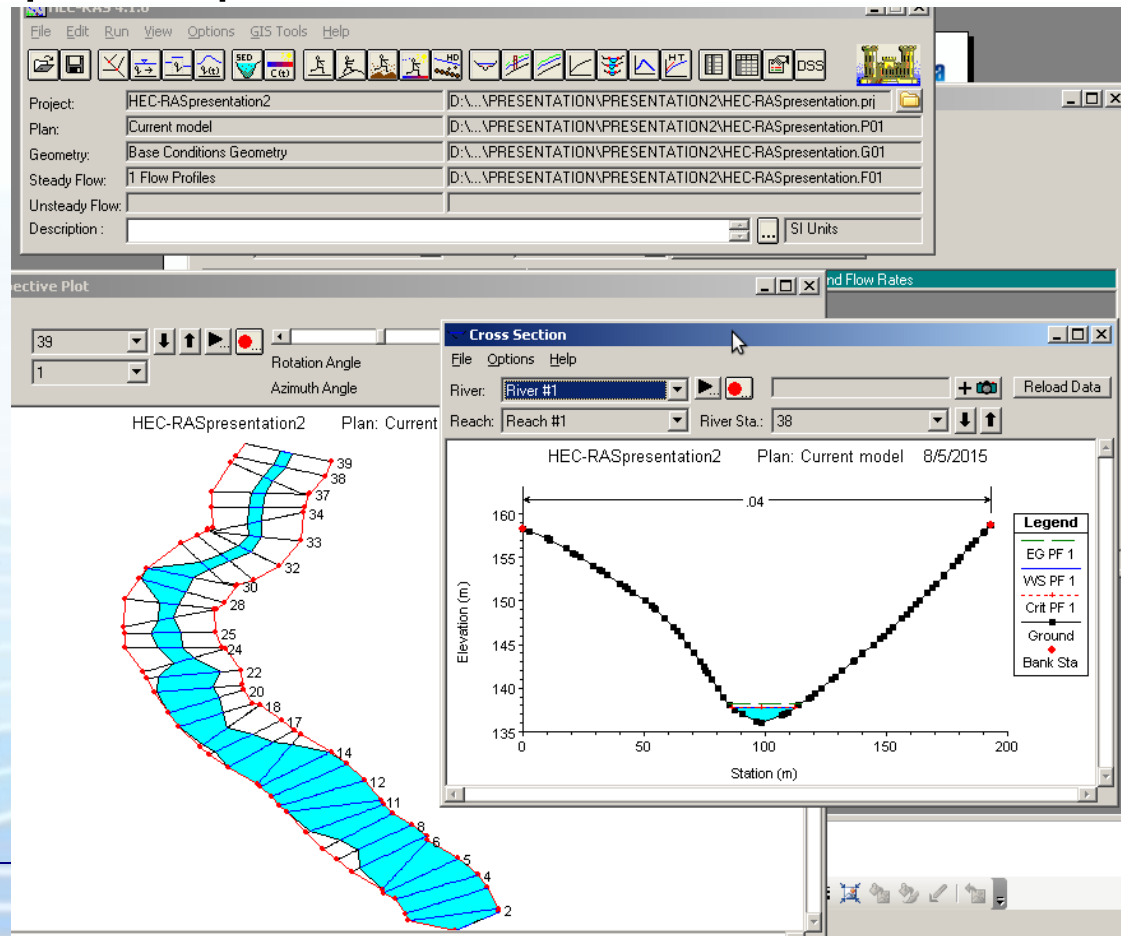 HEC-RAS 4.1.0
File Edit Run View Options GIS Tools Help
SED
C(t)
HD
HT
DSS
Project: HEC-RASpresentation2 D:\...\PRESENTATION\PRESENTATION2\HEC-RASpresentation.prj
Plan: Current model D:\...\PRESENTATION\PRESENTATION2\HEC-RASpresentation.P01
Geometry: Base Conditions Geometry D:\...\PRESENTATION\PRESENTATION2\HEC-RASpresentation.G01
Steady Flow: 1 Flow Profiles D:\...\PRESENTATION\PRESENTATION2\HEC-RASpresentation.F01
Unsteady Flow:
Description : ... SI Units
nd Flow Rates
pective Plot
39
1
Rotation Angle
Azimuth Angle
HEC-RASpresentation2 Plan: Current
39
38
37
34
33
32
30
28
25
24
22
20
18
17
14
12
11
8
6
5
4
2
Cross Section
File Options Help
River: River #1 Reload Data
Reach: Reach #1 River Sta.: 38
HEC-RASpresentation2 Plan: Current model 8/5/2015
.04
160
155
150
145
140
135
Elevation (m)
0 50 100 150 200
Station (m)
Legend
EG PF 1
WS PF 1
Crit PF 1
Ground
Bank Sta